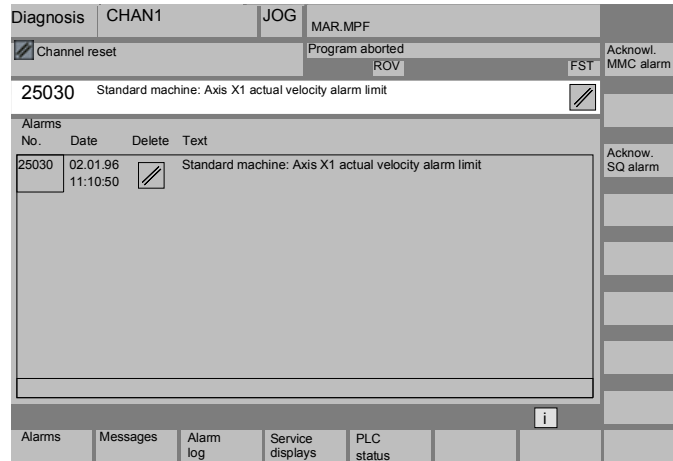 Diagnosis CHAN1 JOG MAR.MPF
Channel reset Program aborted
ROV FST
Acknowl.
MMC alarm
25030 Standard machine: Axis X1 actual velocity alarm limit
Alarms
No. Date Delete Text
25030 02.01.96 Standard machine: Axis X1 actual velocity alarm limit
11:10:50
Acknow.
SQ alarm
i
Alarms Messages Alarm log Service displays PLC status